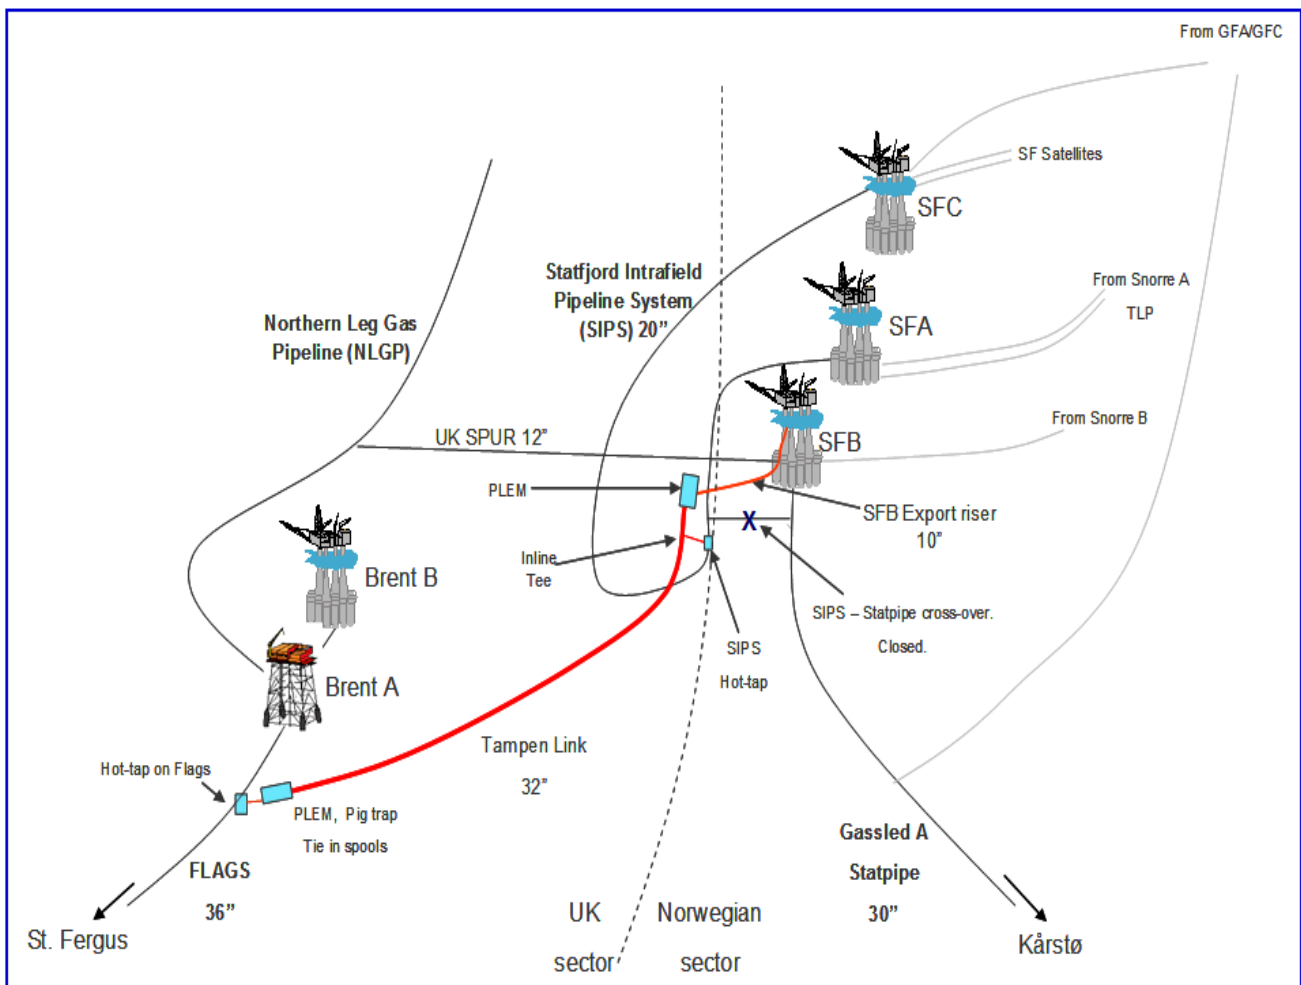 From GFA/GFC
SF Satellites
SFC
Statfjord Intrafield
Pipeline System
(SIPS) 20”
From Snorre A
TLP
Northern Leg Gas
Pipeline (NLGP)
SFA
From Snorre B
UK SPUR 12”
SFB
PLEM
SFB Export riser
10”
X
Inline
Tee
Brent B
SIPS – Statpipe cross-over.
Closed.
SIPS
Hot-tap
Brent A
Tampen Link
32”
Hot-tap on Flags
PLEM, Pig trap
Tie in spools
Gassled A
Statpipe
30”
FLAGS
36”
UK
sector
Norwegian
sector
St. Fergus
Kårstø